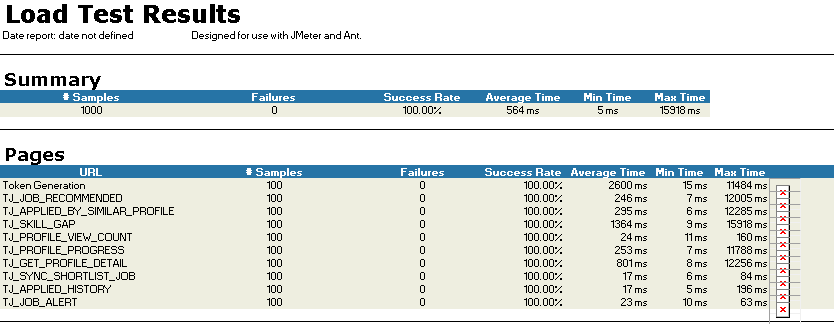 Load Test Results
Date report: date not defined Designed for use with JMeter and Ant.
Summary
# Samples Failures Success Rate Average Time Min Time Max Time
1000 0 100.00% 564 ms 5 ms 15918 ms
Pages
URL # Samples Failures Success Rate Average Time Min Time Max Time
Token Generation 100 0 100.00% 2600 ms 15 ms 11484 ms
TJ_JOB_RECOMMENDED 100 0 100.00% 246 ms 7 ms 12005 ms
TJ_APPLIED_BY_SIMILAR_PROFILE 100 0 100.00% 295 ms 6 ms 12285 ms
TJ_SKILL_GAP 100 0 100.00% 1364 ms 9 ms 15918 ms
TJ_PROFILE_VIEW_COUNT 100 0 100.00% 24 ms 11 ms 160 ms
TJ_PROFILE_PROGRESS 100 0 100.00% 253 ms 7 ms 11788 ms
TJ_GET_PROFILE_DETAIL 100 0 100.00% 801 ms 8 ms 12256 ms
TJ_SYNC_SHORTLIST_JOB 100 0 100.00% 17 ms 6 ms 84 ms
TJ_APPLIED_HISTORY 100 0 100.00% 17 ms 5 ms 196 ms
TJ_JOB_ALERT 100 0 100.00% 23 ms 10 ms 63 ms